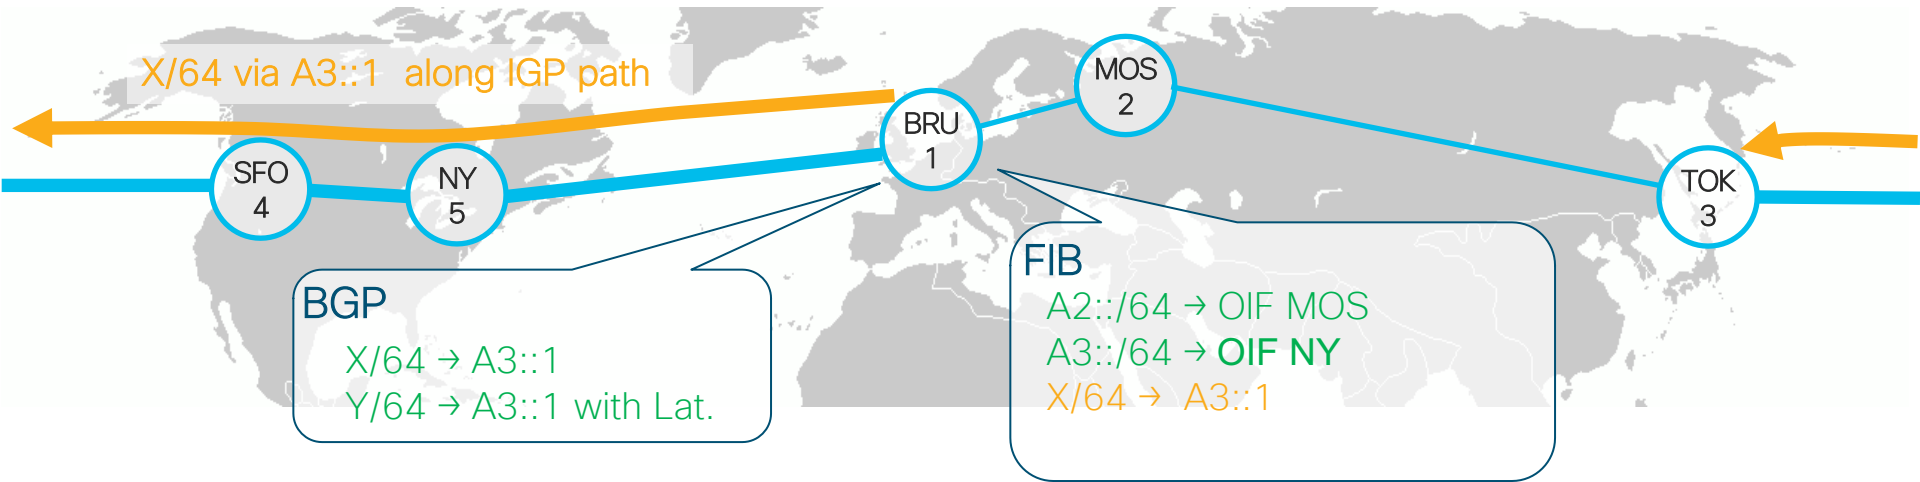 X/64 via A3::1 along IGP path
MOS
2
BRU
1
SFO
4
NY
5
TOK
3
BGP
X/64 → A3::1
Y/64 → A3::1 with Lat.
FIB
A2::/64 → OIF MOS
A3::/64 → OIF NY
X/64 → A3::1